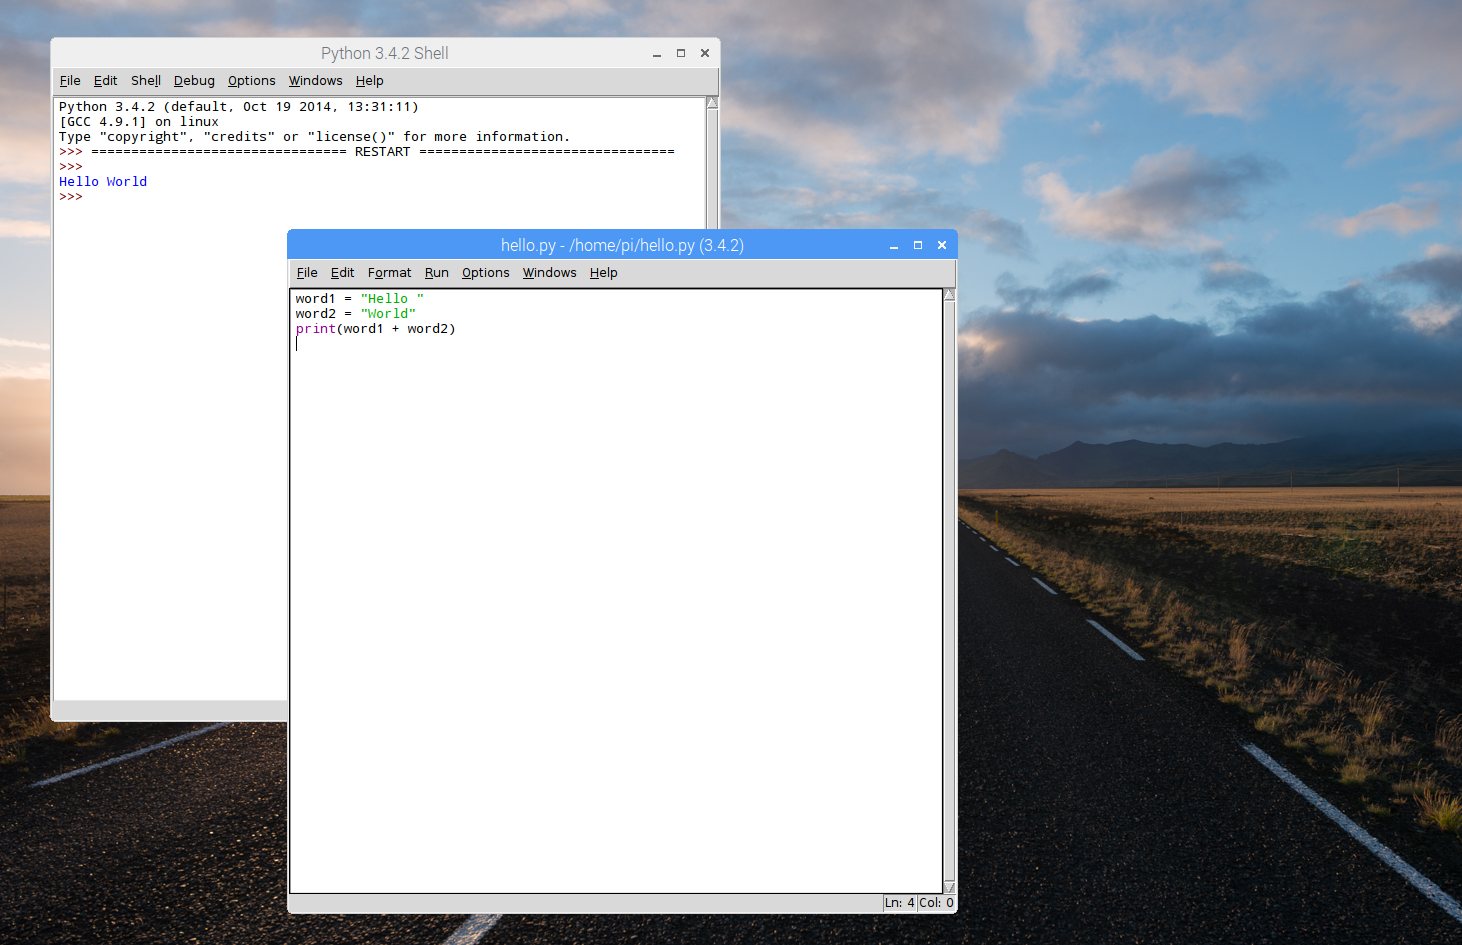 Python 3.4.2 Shell
File Edit Shell Debug Options Windows Help
Python 3.4.2 (default, Oct 19 2014, 13:31:11)
[GCC 4.9.1] on linux
Type "copyright", "credits" or "license()" for more information.
>>> ================================ RESTART ================================
>>>
Hello World
>>>
hello.py - /home/pi/hello.py (3.4.2)
File Edit Format Run Options Windows Help
word1 = "Hello "
word2 = "World"
print(word1 + word2)
Ln: 4 Col: 0